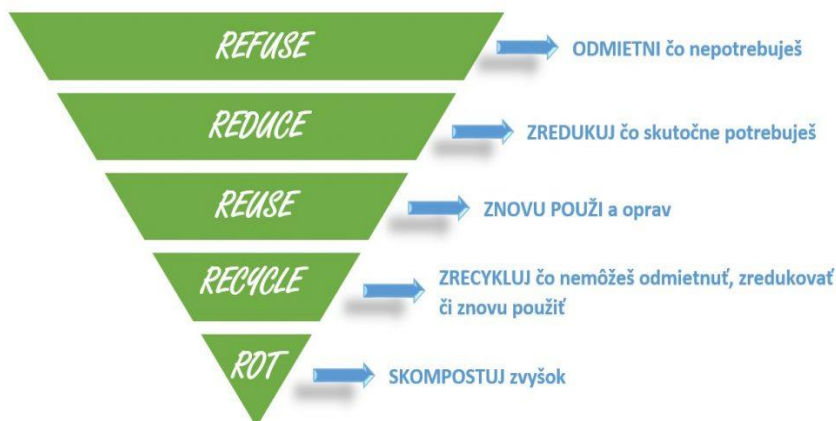 REFUSE
ODMIETNI čo nepotrebuješ
REDUCE
ZREDUKUJ čo skutočne potrebuješ
REUSE
ZNOVU POUŽI a oprav
RECYCLE
ZRECYKLUJ čo nemôžeš odmietnuť, zredukovať
či znovu použiť
ROT
SKOMPOSTUJ zvyšok